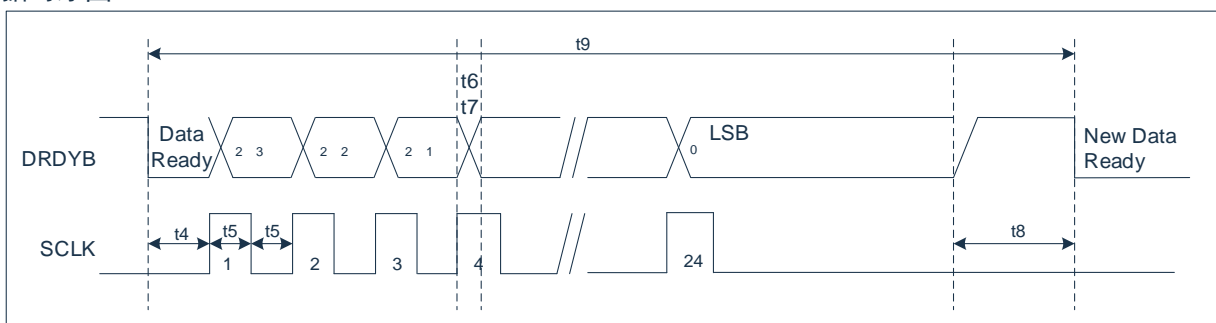 t9
t6
t7
Data
Ready
2 3
2 2
2 1
0
LSB
New Data
Ready
DRDYB
t4
t5
t5
t8
SCLK
1
2
3
4
24